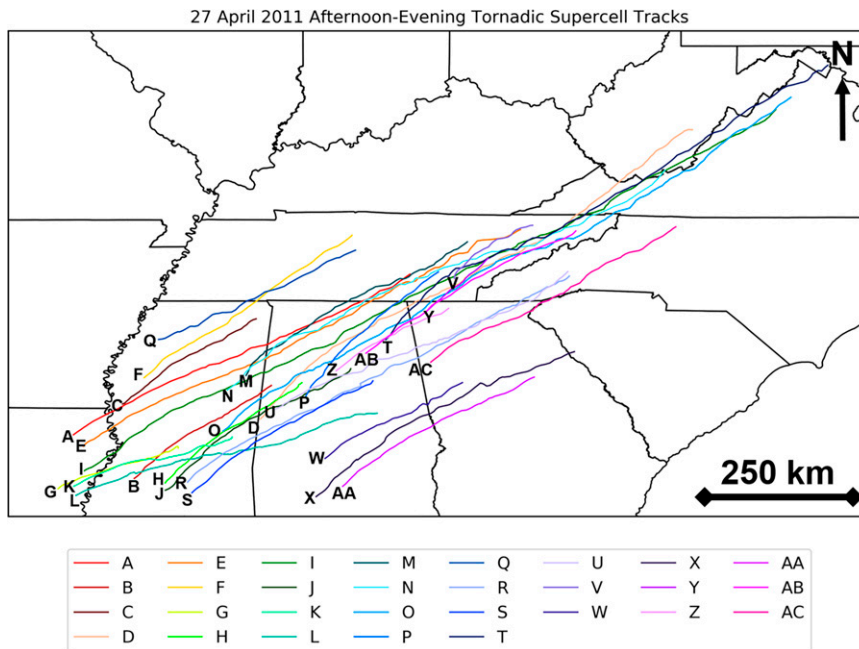 27 April 2011 Afternoon-Evening Tornadic Supercell Tracks
N
V
Q
Y
T
F
AB
Z
AC
M
N
C
P
U
A
O
D
E
W
I
B
H
R
G
K
J
L
S
X
AA
250 km
A E I M Q U X AA
B F J N R V Y AB
C G K O S W Z AC
D H L P T